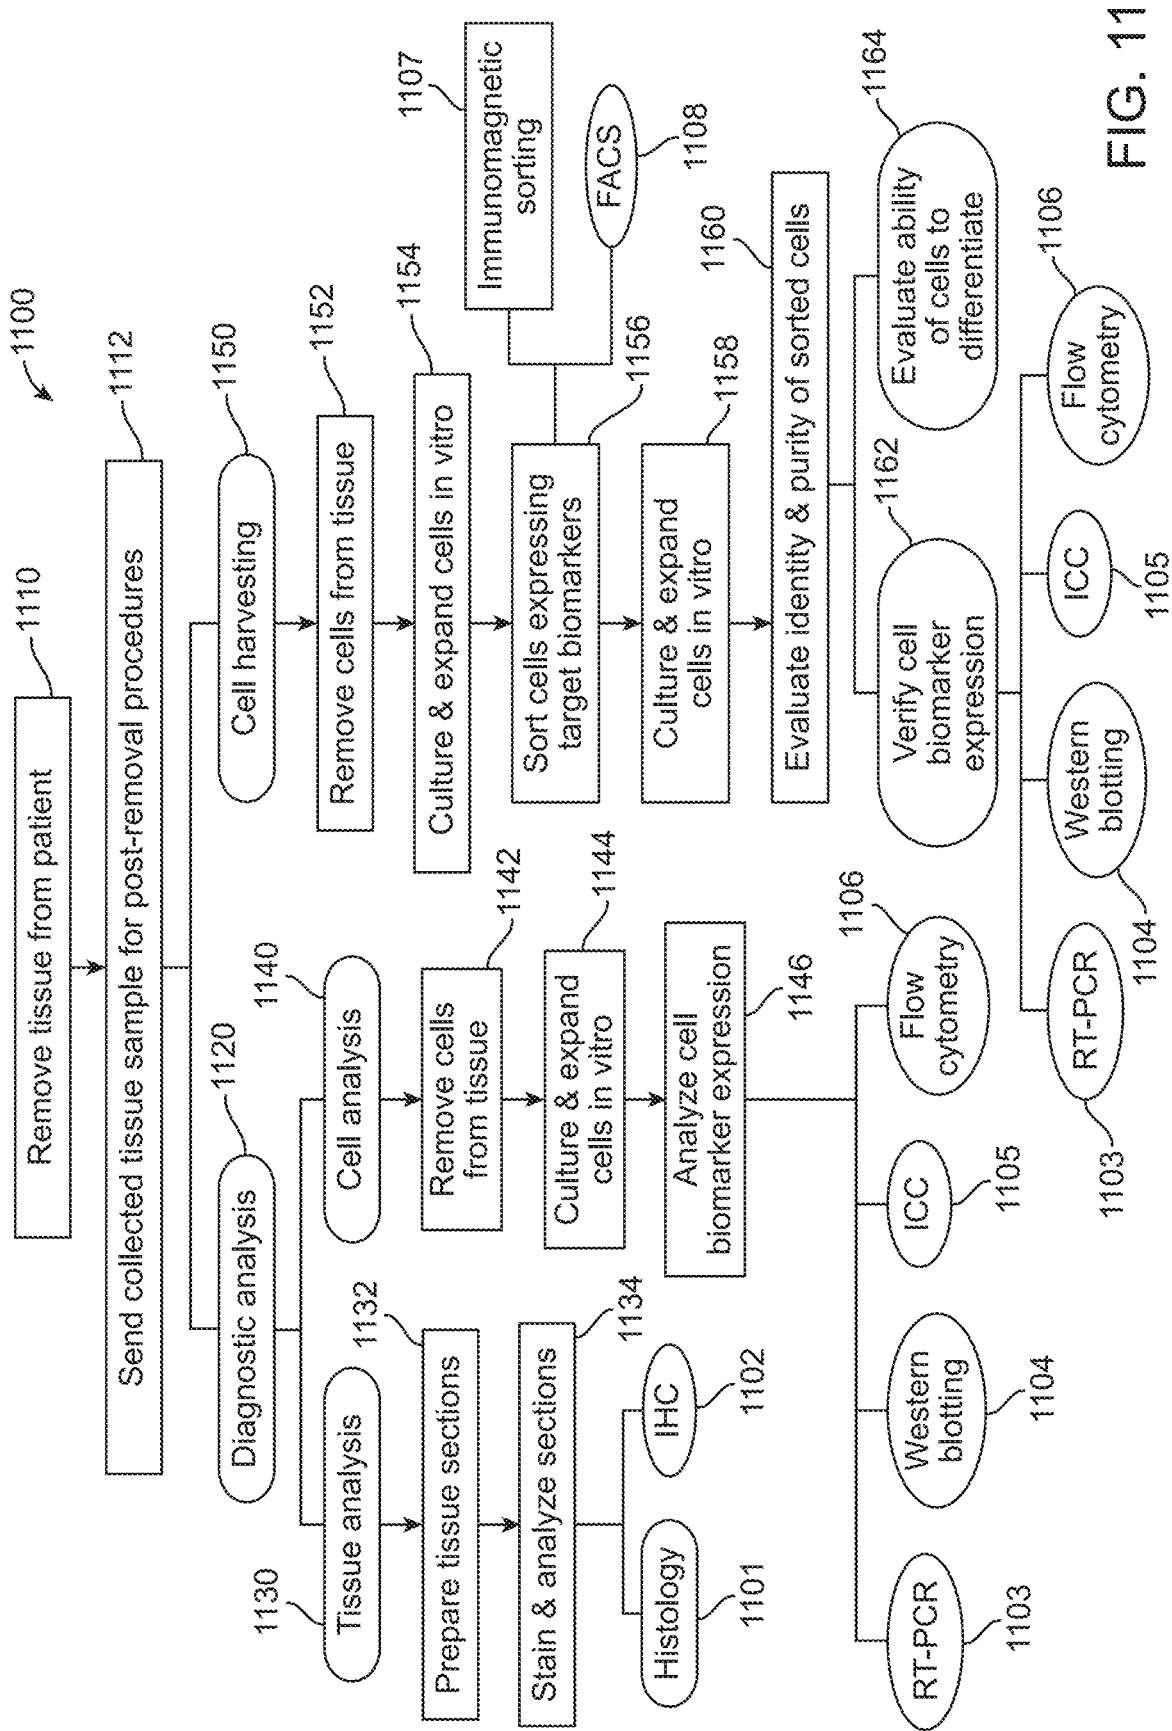 1100
Remove tissue from patient
1110
Send collected tissue sample for post-removal procedures
1112
Diagnostic analysis
1120
Cell harvesting
1150
1130
Tissue analysis
Cell analysis
1140
Remove cells from tissue
1152
Prepare tissue sections
1132
Remove cells
from tissue
1142
Culture & expand cells in vitro
1154
Immunomagnetic
sorting
1107
Stain & analyze sections
1134
Culture & expand
cells in vitro
1144
Sort cells expressing
target biomarkers
1156
FACS
1108
Histology
1101
IHC
1102
Analyze cell
biomarker expression
1146
Culture & expand
cells in vitro
1158
Evaluate identity & purity of sorted cells
1160
RT-PCR
1103
Western
blotting
1104
ICC
1105
Flow
cytometry
1106
Verify cell
biomarker
expression
1162
Evaluate ability
of cells to
differentiate
1164
RT-PCR
1103
Western
blotting
1104
ICC
1105
Flow
cytometry
1106
FIG. 11